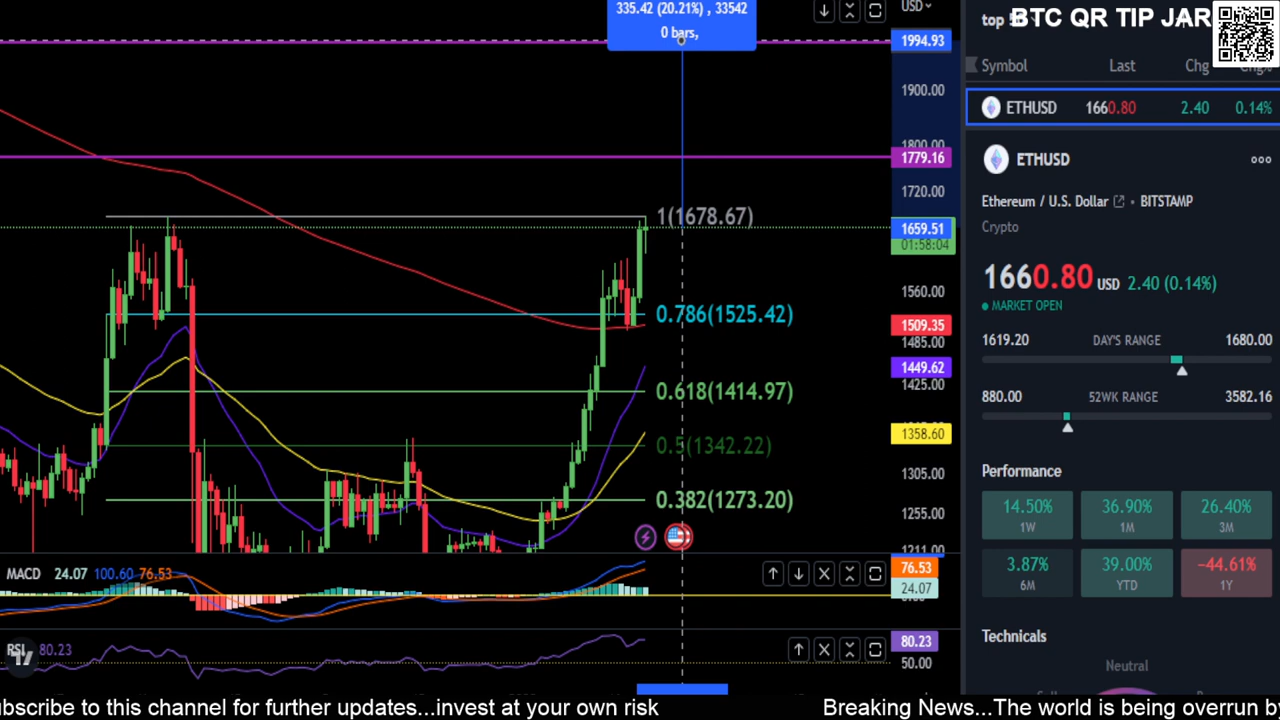 335.42 (20.21%) , 33542
0 bars,
USD
1994.93
1900.00
1800.00
1779.16
1720.00
1(1678.67)
1659.51
01:58:04
1560.00
0.786(1525.42)
1509.35
1485.00
1449.62
1425.00
0.618(1414.97)
1358.60
0.5(1342.22)
1305.00
0.382(1273.20)
1255.00
1211.00
MACD 24.07 100.60 76.53
76.53
24.07
RSI 80.23
80.23
50.00
BTC QR TIP JAR
top
Symbol Last Chg Chg%
ETHUSD 1660.80 2.40 0.14%
ETHUSD
Ethereum / U.S. Dollar • BITSTAMP
Crypto
1660.80 USD 2.40 (0.14%)
MARKET OPEN
1619.20 DAY'S RANGE 1680.00
880.00 52WK RANGE 3582.16
Performance
14.50% 36.90% 26.40%
1W 1M 3M
3.87% 39.00% −44.61%
6M YTD 1Y
Technicals
Neutral
ubscribe to this channel for further updates...invest at your own risk
Breaking News...The world is being overrun by